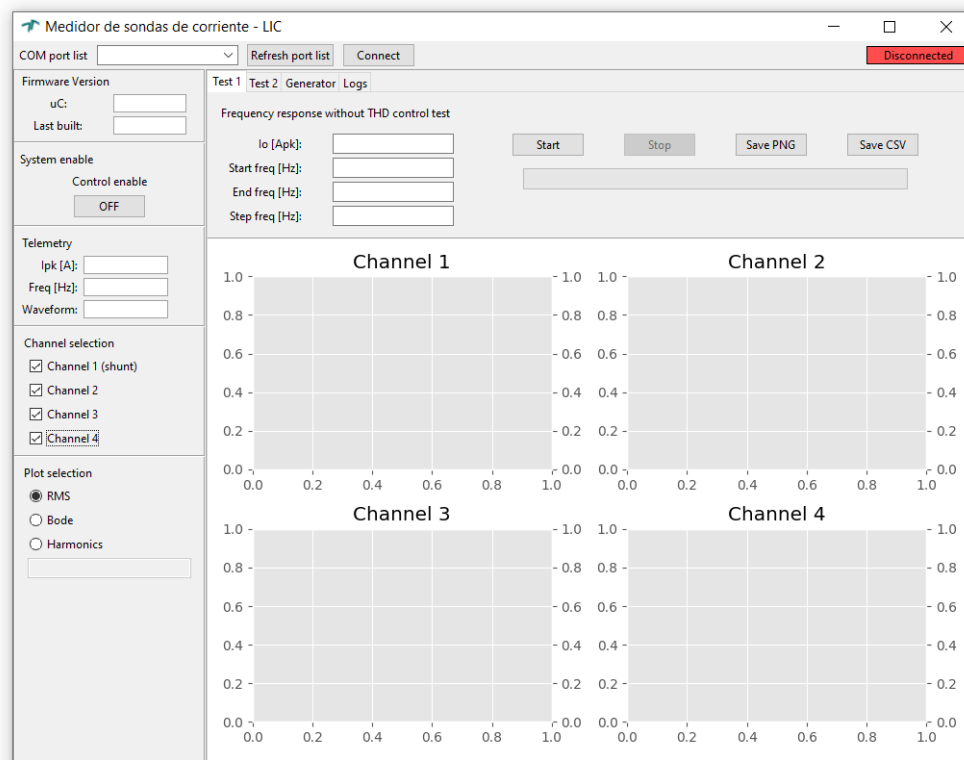 Medidor de sondas de corriente - LIC
COM port list Refresh port list Connect Disconnected
Firmware Version
uC:
Last built:
System enable
Control enable
OFF
Telemetry
Ipk [A]:
Freq [Hz]:
Waveform:
Channel selection
Channel 1 (shunt)
Channel 2
Channel 3
Channel 4
Plot selection
RMS
Bode
Harmonics
Test 1 Test 2 Generator Logs
Frequency response without THD control test
Io [Apk]:
Start freq [Hz]:
End freq [Hz]:
Step freq [Hz]:
Start Stop Save PNG Save CSV
Channel 1
1.0 1.0
0.8 0.8
0.6 0.6
0.4 0.4
0.2 0.2
0.0 0.0
0.0 0.2 0.4 0.6 0.8 1.0
Channel 2
1.0 1.0
0.8 0.8
0.6 0.6
0.4 0.4
0.2 0.2
0.0 0.0
0.0 0.2 0.4 0.6 0.8 1.0
Channel 3
1.0 1.0
0.8 0.8
0.6 0.6
0.4 0.4
0.2 0.2
0.0 0.0
0.0 0.2 0.4 0.6 0.8 1.0
Channel 4
1.0 1.0
0.8 0.8
0.6 0.6
0.4 0.4
0.2 0.2
0.0 0.0
0.0 0.2 0.4 0.6 0.8 1.0